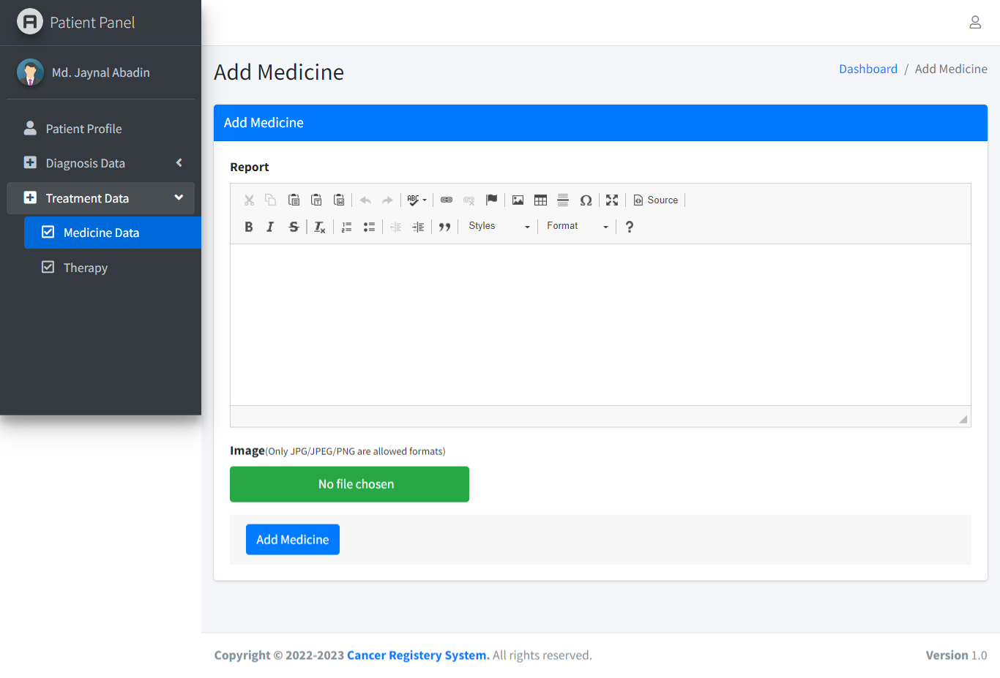 Patient Panel
Md. Jaynal Abadin
Patient Profile
Diagnosis Data
Treatment Data
Medicine Data
Therapy
Add Medicine
Dashboard / Add Medicine
Add Medicine
Report
ABC
Source
B I S Tx
Styles
Format
?
Image(Only JPG/JPEG/PNG are allowed formats)
No file chosen
Add Medicine
Copyright © 2022-2023 Cancer Registery System. All rights reserved.
Version 1.0